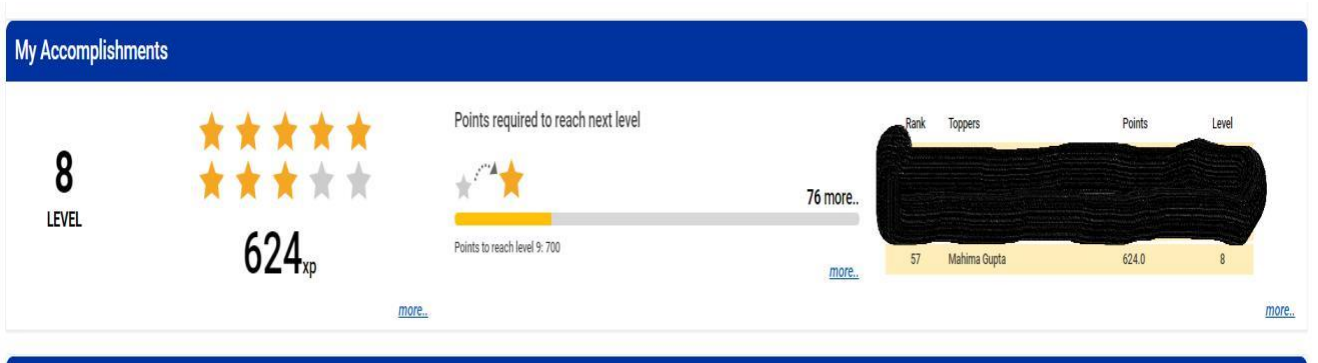 My Accomplishments
8
LEVEL
624xp
more..
Points required to reach next level
76 more..
Points to reach level 9: 700
more..
Rank Toppers Points Level
57 Mahima Gupta 624.0 8
more..